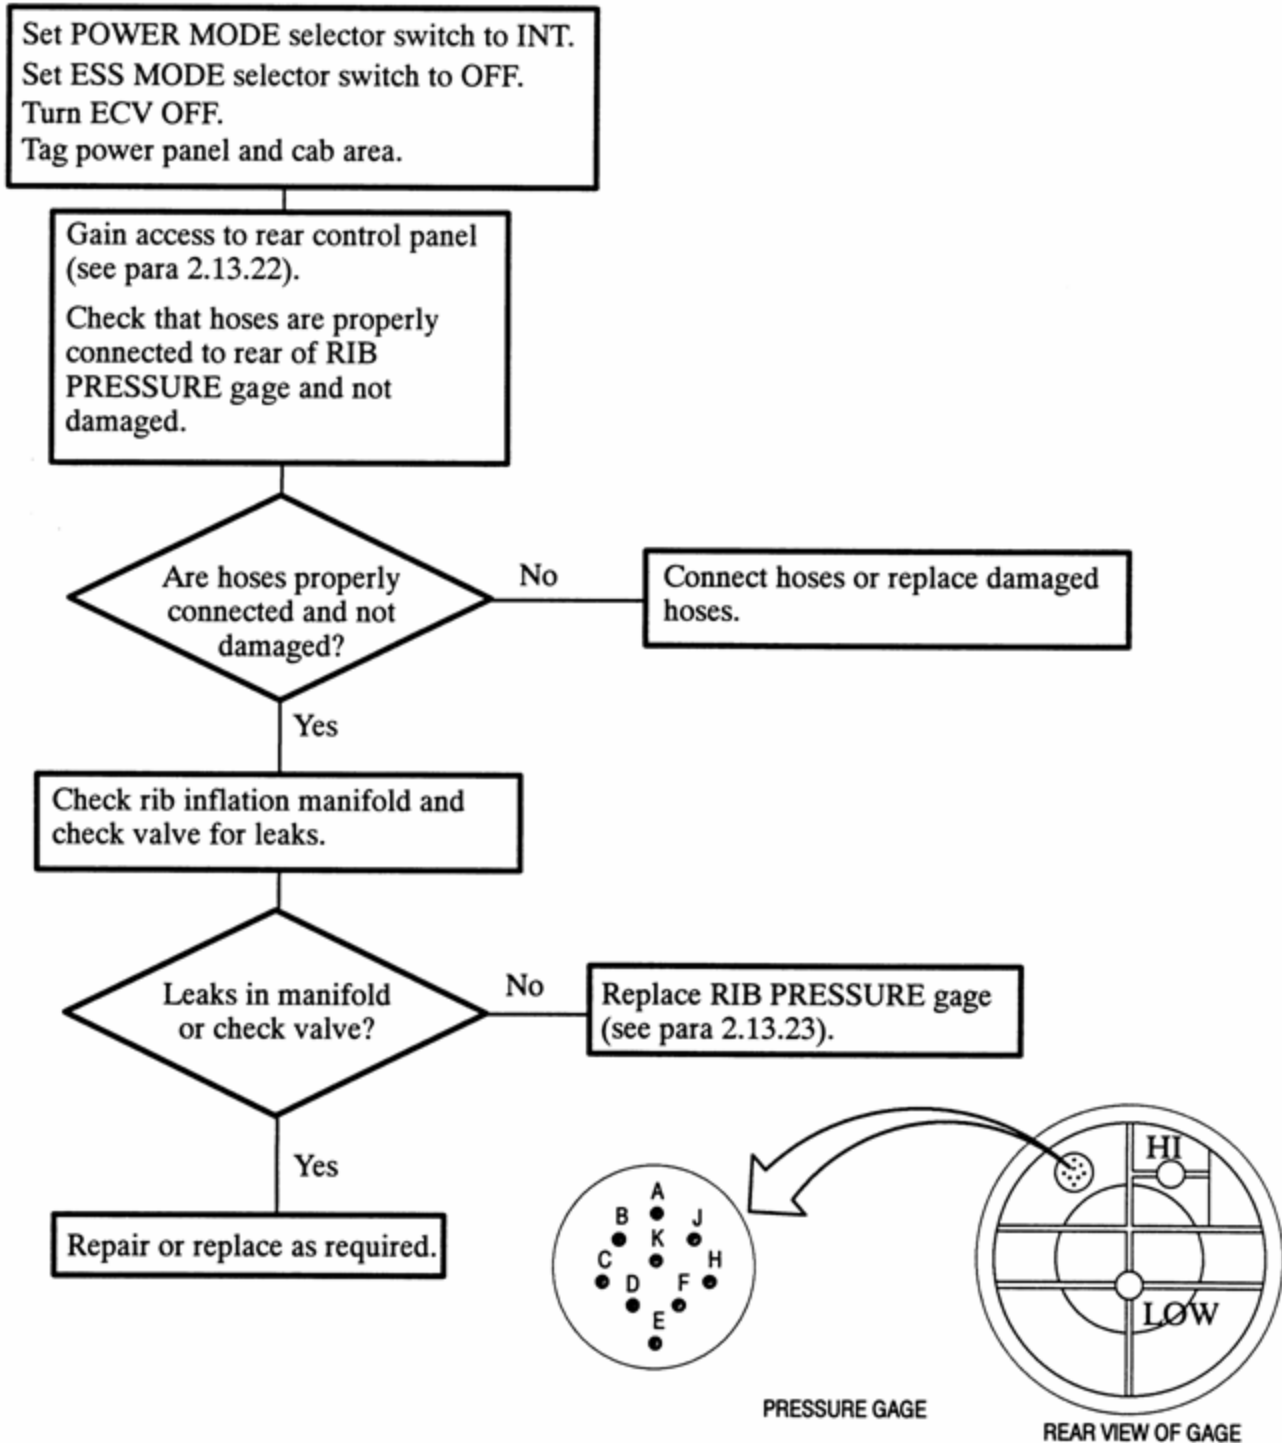 Set POWER MODE selector switch to INT.
Set ESS MODE selector switch to OFF.
Turn ECV OFF.
Tag power panel and cab area.
Gain access to rear control panel
(see para 2.13.22).
Check that hoses are properly
connected to rear of RIB
PRESSURE gage and not
damaged.
Are hoses properly
connected and not
damaged?
No
Connect hoses or replace damaged
hoses.
Yes
Check rib inflation manifold and
check valve for leaks.
Leaks in manifold
or check valve?
No
Replace RIB PRESSURE gage
(see para 2.13.23).
Yes
Repair or replace as required.
A
B
J
K
C
H
D
F
E
HI
LOW
PRESSURE GAGE
REAR VIEW OF GAGE